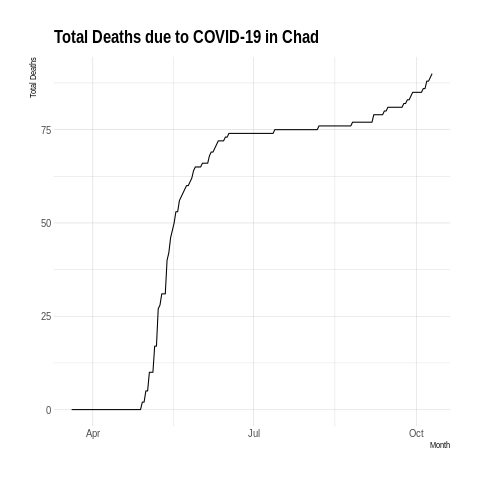 Total Deaths due to COVID-19 in Chad
Total Deaths
75
50
25
0
Apr
Jul
Oct
Month